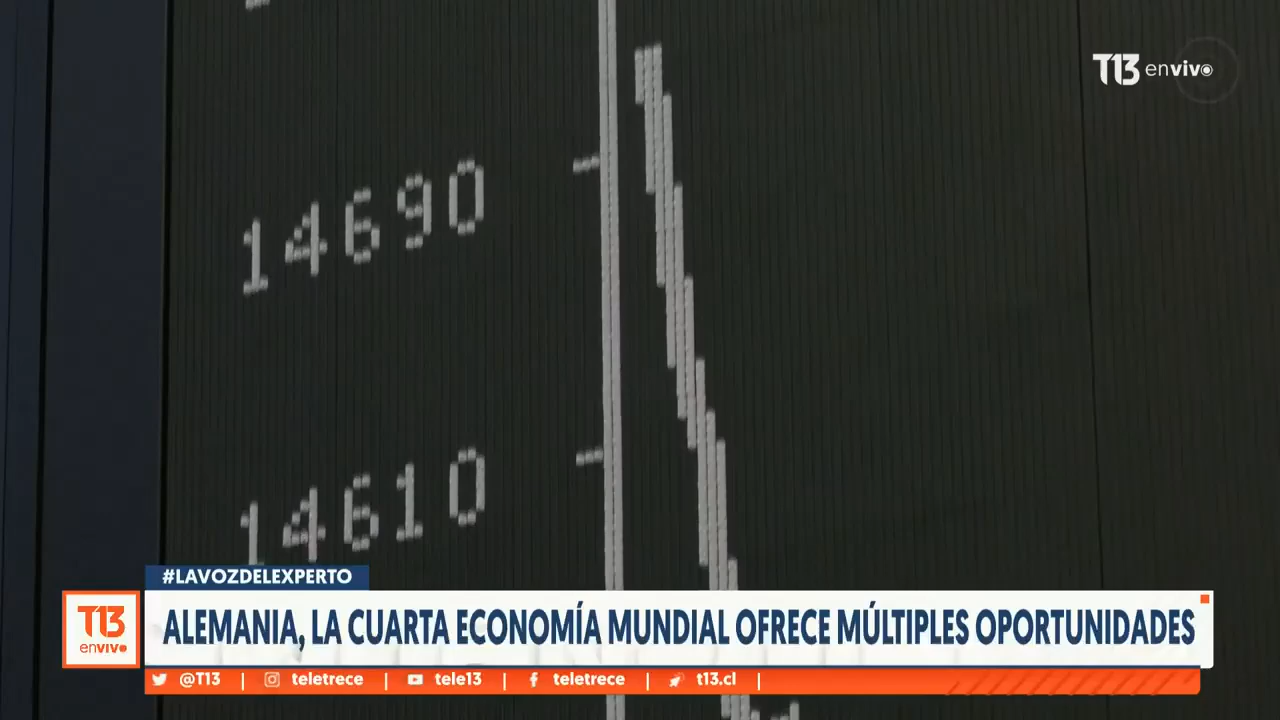 T13 envivo
14690
14610
#LAVOZDELEXPERTO
T13
envivo
ALEMANIA, LA CUARTA ECONOMÍA MUNDIAL OFRECE MÚLTIPLES OPORTUNIDADES
@T13 | teletrece | tele13 | teletrece | t13.cl |